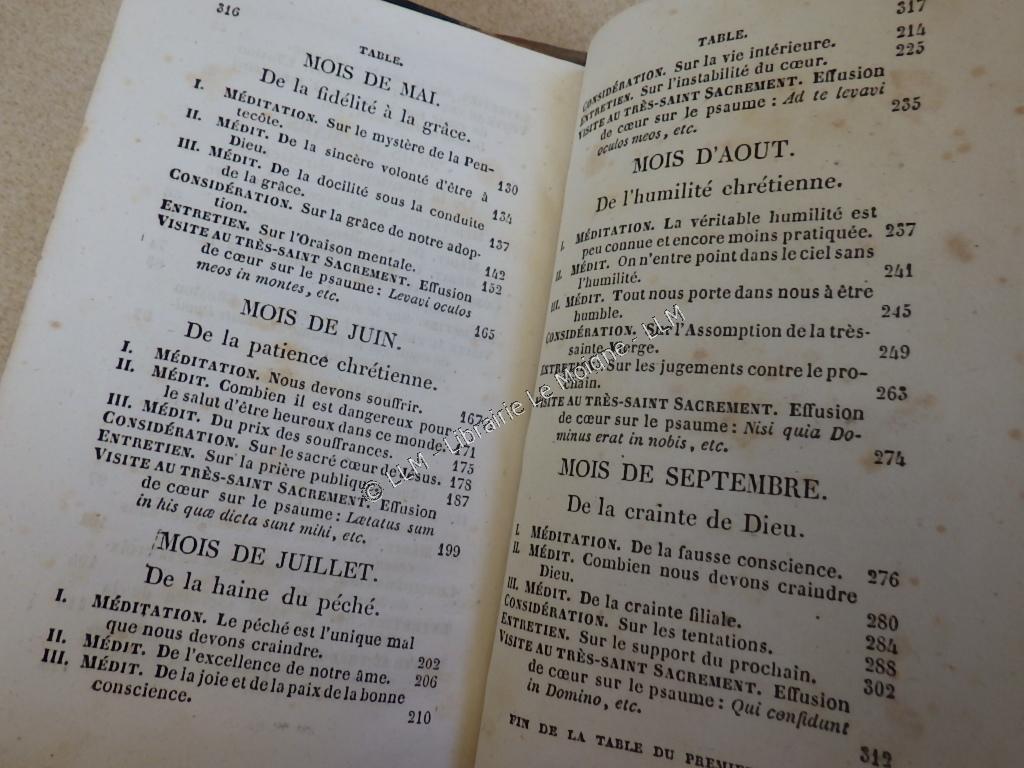 316
TABLE.
MOIS DE MAI.
De la fidélité à la grâce.
I. MÉDITATION. Sur le mystère de la Pen-
tecôte. 130
II. MÉDIT. De la sincère volonté d'être à
Dieu. 134
III. MÉDIT. De la docilité sous la conduite
de la grâce. 137
CONSIDÉRATION. Sur la grâce de notre adop-
tion. 142
ENTRETIEN. Sur l'Oraison mentale. 152
VISITE AU TRÈS-SAINT SACREMENT. Effusion
de cœur sur le psaume : Levavi oculos
meos in montes, etc. 165
MOIS DE JUIN.
De la patience chrétienne.
I. MÉDITATION. Nous devons souffrir. 167
II. MÉDIT. Combien il est dangereux pour
le salut d'être heureux dans ce monde. 171
III. MÉDIT. Du prix des souffrances. 175
CONSIDÉRATION. Sur le sacré cœur de Jésus. 178
ENTRETIEN. Sur la prière publique. 187
VISITE AU TRÈS-SAINT SACREMENT. Effusion
de cœur sur le psaume : Lætatus sum
in his quæ dicta sunt mihi, etc. 199
MOIS DE JUILLET.
De la haine du péché.
I. MÉDITATION. Le péché est l'unique mal
que nous devons craindre. 202
II. MÉDIT. De l'excellence de notre âme. 206
III. MÉDIT. De la joie et de la paix de la bonne
conscience. 210
317
TABLE.
CONSIDÉRATION. Sur la vie intérieure. 214
ENTRETIEN. Sur l'instabilité du cœur. 225
VISITE AU TRÈS-SAINT SACREMENT. Effusion
de cœur sur le psaume : Ad te levavi
oculos meos, etc. 235
MOIS D'AOUT.
De l'humilité chrétienne.
I. MÉDITATION. La véritable humilité est
peu connue et encore moins pratiquée. 237
II. MÉDIT. On n'entre point dans le ciel sans
l'humilité. 241
III. MÉDIT. Tout nous porte dans nous à être
humble. 245
CONSIDÉRATION. Sur l'Assomption de la très-
sainte Vierge. 249
ENTRETIEN. Sur les jugements contre le pro-
chain. 263
VISITE AU TRÈS-SAINT SACREMENT. Effusion
de cœur sur le psaume : Nisi quia Do-
minus erat in nobis, etc. 274
MOIS DE SEPTEMBRE.
De la crainte de Dieu.
I. MÉDITATION. De la fausse conscience. 276
II. MÉDIT. Combien nous devons craindre
Dieu. 280
III. MÉDIT. De la crainte filiale. 284
CONSIDÉRATION. Sur les tentations. 288
ENTRETIEN. Sur le support du prochain. 302
VISITE AU TRÈS-SAINT SACREMENT. Effusion
de cœur sur le psaume : Qui confidunt
in Domino, etc. 312
FIN DE LA TABLE DU PREMIER
© LLM - Librairie Le Moigne - LLM